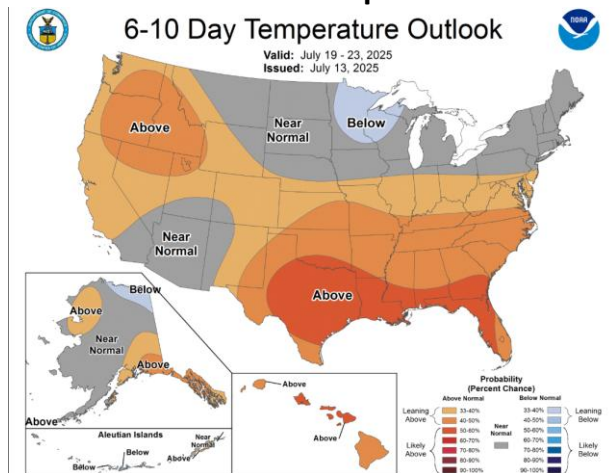 6-10 Day Temperature Outlook
Valid: July 19 - 23, 2025
Issued: July 13, 2025
NOAA
Above
Near
Normal
Below
Near
Normal
Above
Below
Above
Near
Normal
Above
Above
Aleutian Islands
Below
Below
Above
Near
Normal
Above
Above
Probability
(Percent Chance)
Above Normal
Below Normal
Leaning
Above
33-40%
40-50%
33-40%
40-50%
Leaning
Below
Likely
Above
50-60%
60-70%
70-80%
80-90%
90-100%
Near
Normal
50-60%
60-70%
70-80%
80-90%
90-100%
Likely
Below